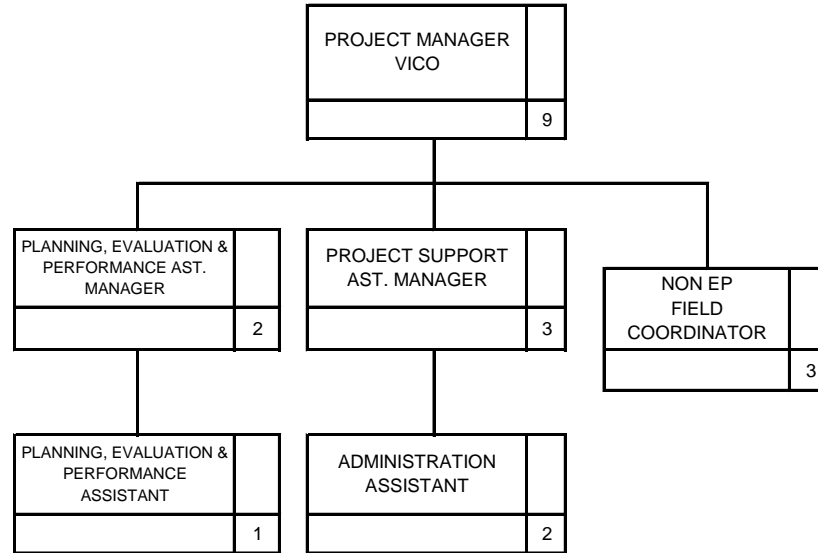 PROJECT MANAGER
VICO
9
PLANNING, EVALUATION &
PERFORMANCE AST.
MANAGER
2
PROJECT SUPPORT
AST. MANAGER
3
NON EP
FIELD
COORDINATOR
3
PLANNING, EVALUATION &
PERFORMANCE
ASSISTANT
1
ADMINISTRATION
ASSISTANT
2